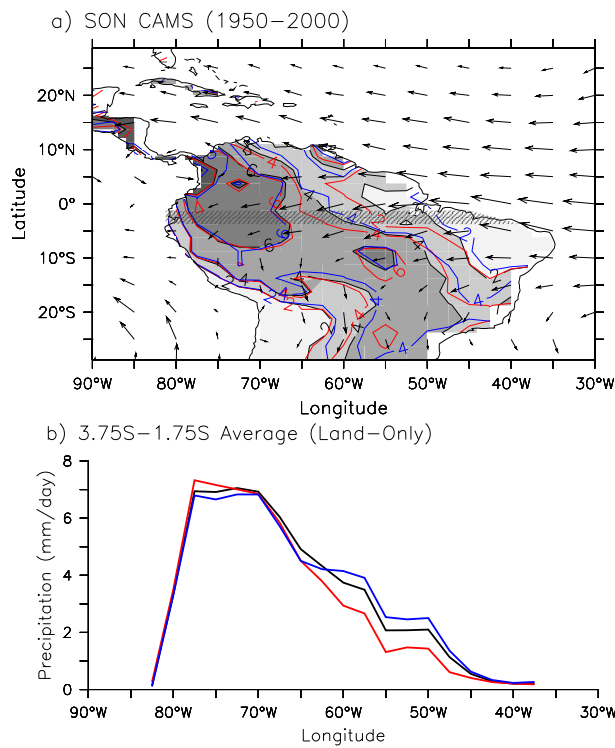 a) SON CAMS (1950−2000)
20°N
10°N
0°
10°S
20°S
Latitude
90°W 80°W 70°W 60°W 50°W 40°W 30°W
Longitude
b) 3.75S−1.75S Average (Land−Only)
8
6
4
2
0
Precipitation (mm/day)
90°W 80°W 70°W 60°W 50°W 40°W 30°W
Longitude